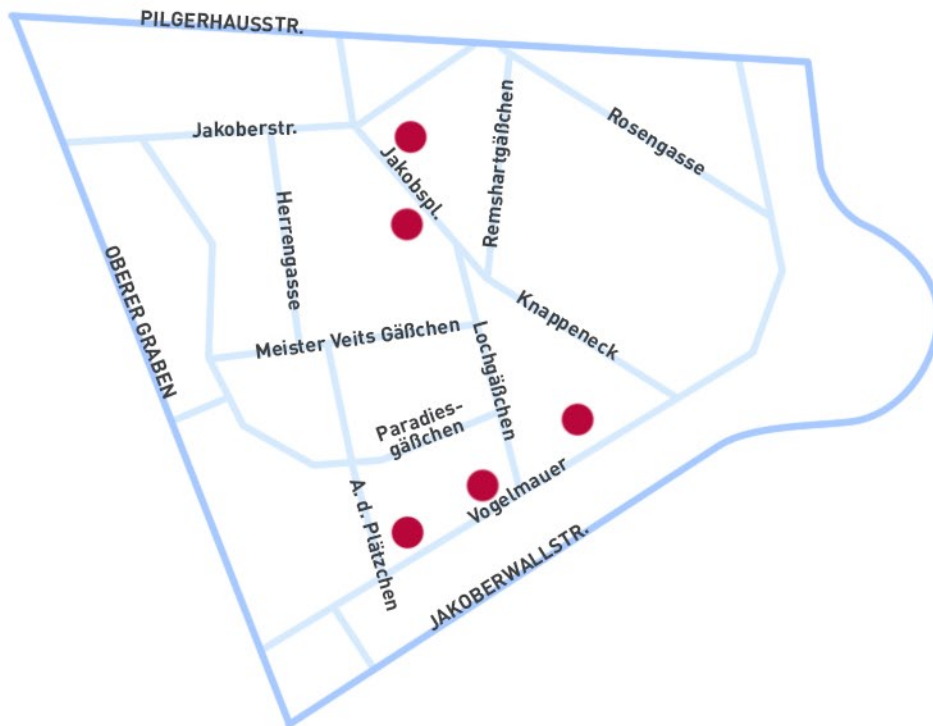 PILGERHAUSSTR.
Jakoberstr.
Jakobspl.
Remshartgäßchen
Rosengasse
Herrengasse
OBERER GRABEN
Meister Veits Gäßchen
Knappeneck
Lochgäßchen
Paradies-
gäßchen
A. d. Plätzchen
Vogelmauer
JAKOBERWALLSTR.